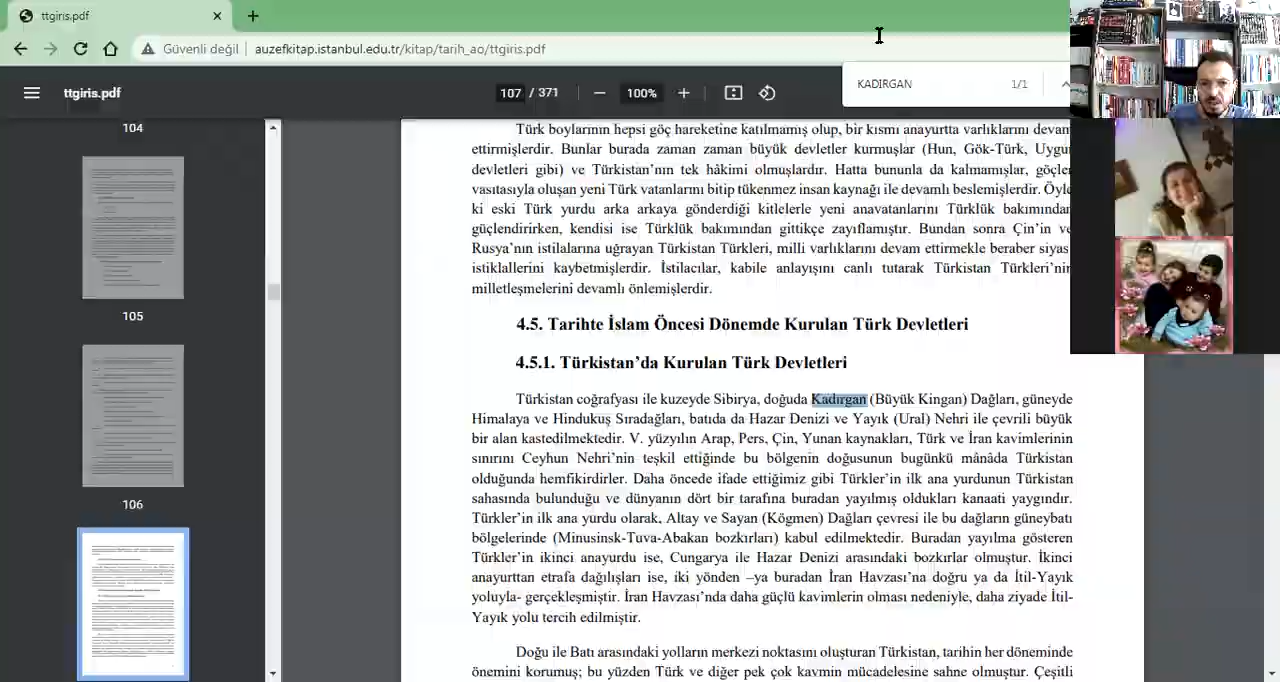 ttgiris.pdf
Güvenli değil
auzefkitap.istanbul.edu.tr/kitap/tarih_ao/ttgiris.pdf
ttgiris.pdf
107 / 371
100%
KADIRGAN
1/1
104
105
106
Türk boylarının hepsi göç hareketine katılmamış olup, bir kısmı anayurtta varlıklarını devam
ettirmişlerdir. Bunlar burada zaman zaman büyük devletler kurmuşlar (Hun, Gök-Türk, Uygur
devletleri gibi) ve Türkistan’nın tek hâkimi olmuşlardır. Hatta bununla da kalmamışlar, göçler
vasıtasıyla oluşan yeni Türk vatanlarını bitip tükenmez insan kaynağı ile devamlı beslemişlerdir. Öyle
ki eski Türk yurdu arka arkaya gönderdiği kitlelerle yeni anavatanlarını Türklük bakımından
güçlendirirken, kendisi ise Türklük bakımından gittikçe zayıflamıştır. Bundan sonra Çin’in ve
Rusya’nın istilalarına uğrayan Türkistan Türkleri, milli varlıklarını devam ettirmekle beraber siyas
istiklallerini kaybetmişlerdir. İstilacılar, kabile anlayışını canlı tutarak Türkistan Türkleri’nin
milletleşmelerini devamlı önlemişlerdir.
4.5. Tarihte İslam Öncesi Dönemde Kurulan Türk Devletleri
4.5.1. Türkistan’da Kurulan Türk Devletleri
Türkistan coğrafyası ile kuzeyde Sibirya, doğuda Kadırgan (Büyük Kingan) Dağları, güneyde
Himalaya ve Hindukuş Sıradağları, batıda da Hazar Denizi ve Yayık (Ural) Nehri ile çevrili büyük
bir alan kastedilmektedir. V. yüzyılın Arap, Pers, Çin, Yunan kaynakları, Türk ve İran kavimlerinin
sınırını Ceyhun Nehri’nin teşkil ettiğinde bu bölgenin doğusunun bugünkü mânâda Türkistan
olduğunda hemfikirdirler. Daha öncede ifade ettiğimiz gibi Türkler’in ilk ana yurdunun Türkistan
sahasında bulunduğu ve dünyanın dört bir tarafına buradan yayılmış oldukları kanaati yaygındır.
Türkler’in ilk ana yurdu olarak, Altay ve Sayan (Kögmen) Dağları çevresi ile bu dağların güneybatı
bölgelerinde (Minusinsk-Tuva-Abakan bozkırları) kabul edilmektedir. Buradan yayılma gösteren
Türkler’in ikinci anayurdu ise, Cungarya ile Hazar Denizi arasındaki bozkırlar olmuştur. İkinci
anayurttan olan dağılışları ise, iki yönden –ya buradan İran Havzası’na doğru ya da İtil-Yayık
yoluyla- gerçekleşmiştir. İran Havzası’nda daha güçlü kavimlerin olması nedeniyle, daha ziyade İtil-
Yayık yolu tercih edilmiştir.
Doğu ile Batı arasındaki yolların merkezi noktasını oluşturan Türkistan, tarihin her döneminde
önemini korumuş; bu yüzden Türk ve diğer pek çok kavmin mücadelesine sahne olmuştur. Çeşitli